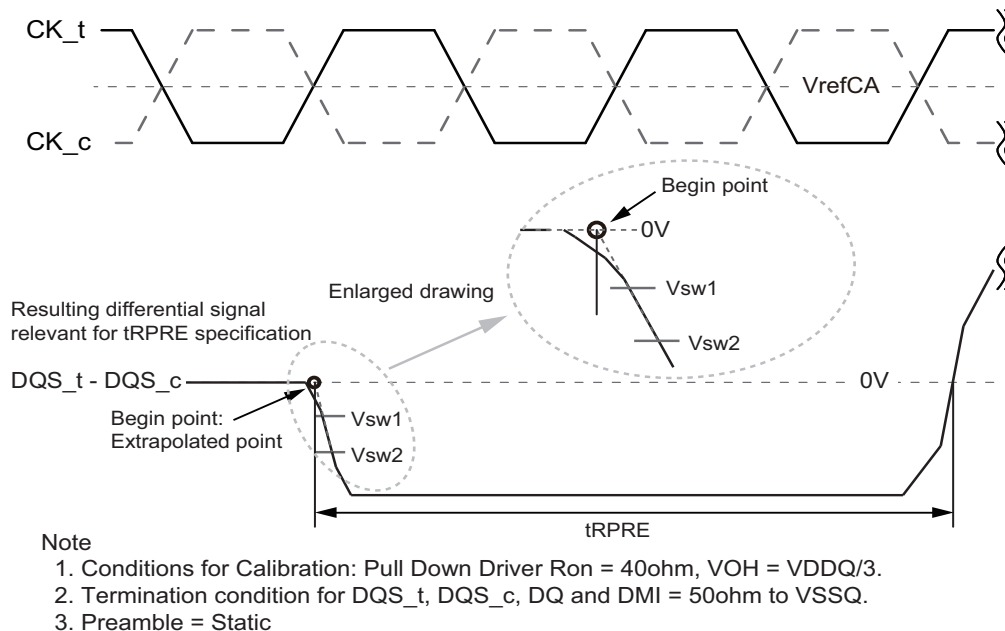 CK_t
VrefCA
CK_c
Begin point
0V
Vsw1
Enlarged drawing
Vsw2
Resulting differential signal
relevant for tRPRE specification
DQS_t - DQS_c
0V
Begin point:
Extrapolated point
Vsw1
Vsw2
tRPRE
Note
1. Conditions for Calibration: Pull Down Driver Ron = 40ohm, VOH = VDDQ/3.
2. Termination condition for DQS_t, DQS_c, DQ and DMI = 50ohm to VSSQ.
3. Preamble = Static